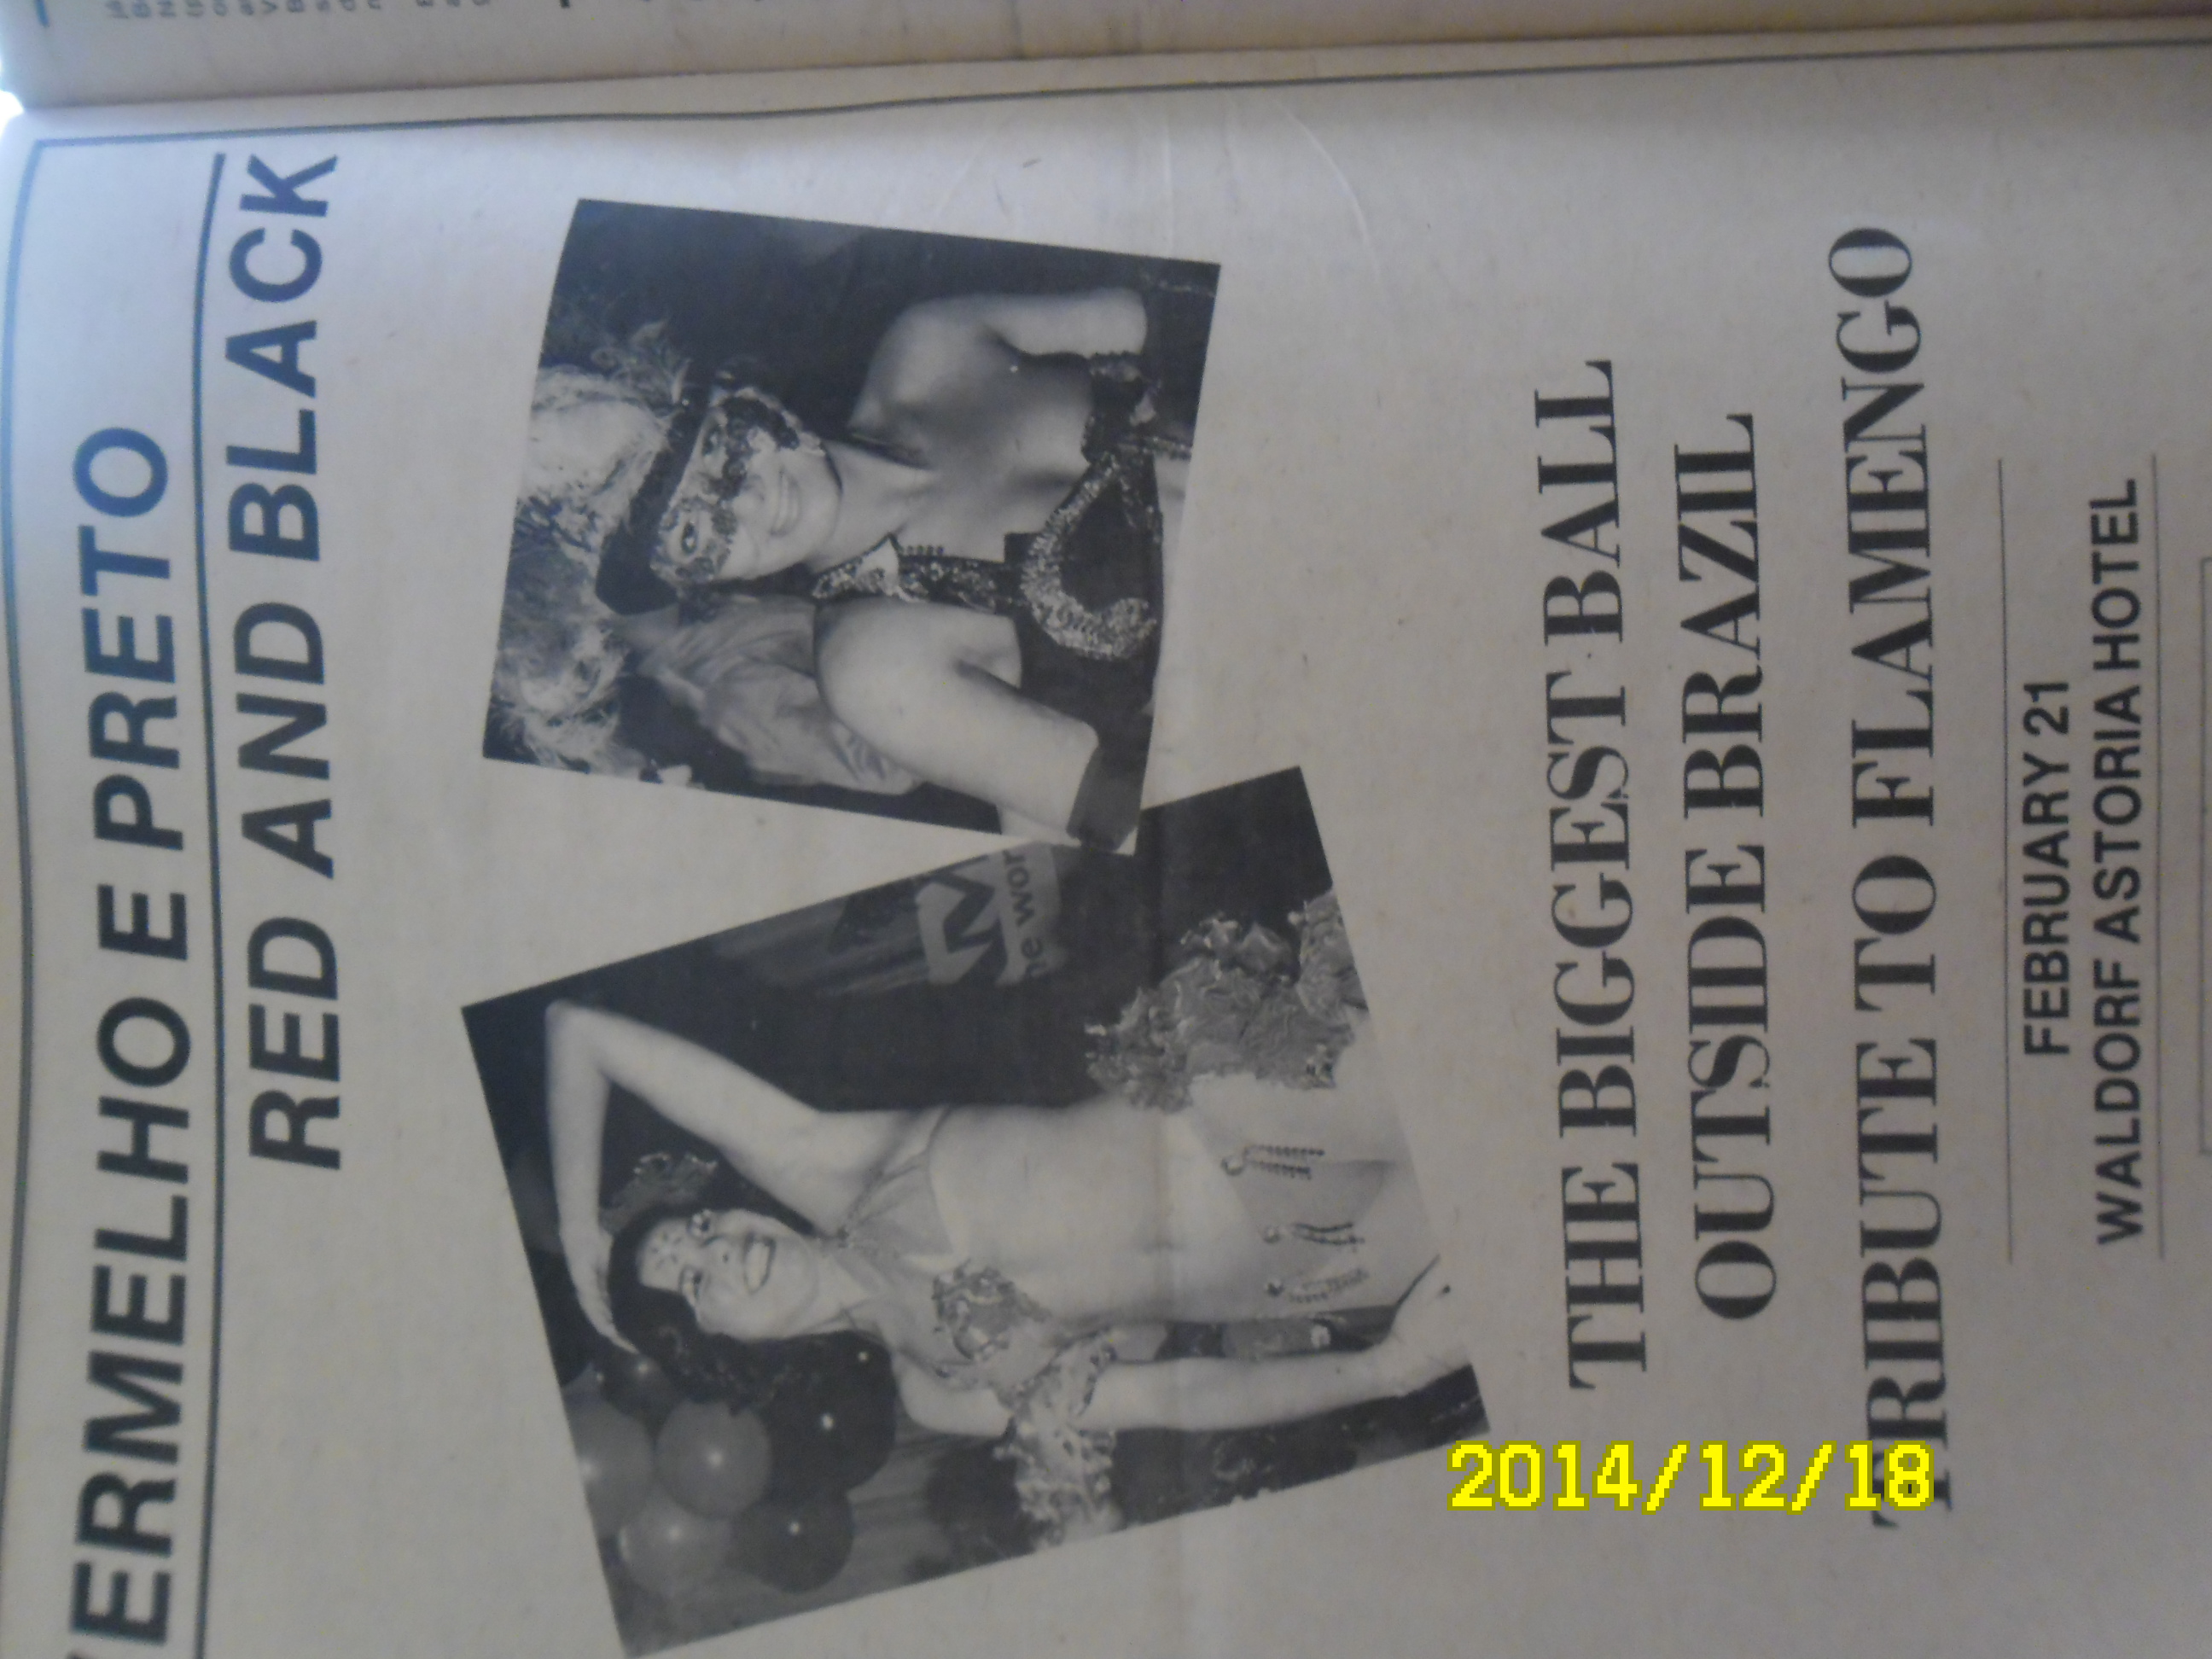 ERMELHO E PRETO
RED AND BLACK
THE BIGGEST BALL
OUTSIDE BRAZIL
TRIBUTE TO FLAMENGO
FEBRUARY 21
WALDORF ASTORIA HOTEL
2014/12/18